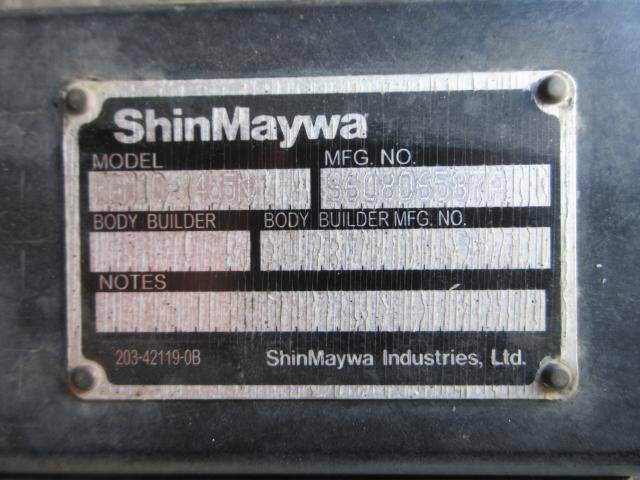 ShinMaywa
MODEL MFG. NO.
BODY BUILDER BODY BUILDER MFG. NO.
NOTES
203-42119-0B ShinMaywa Industries, Ltd.